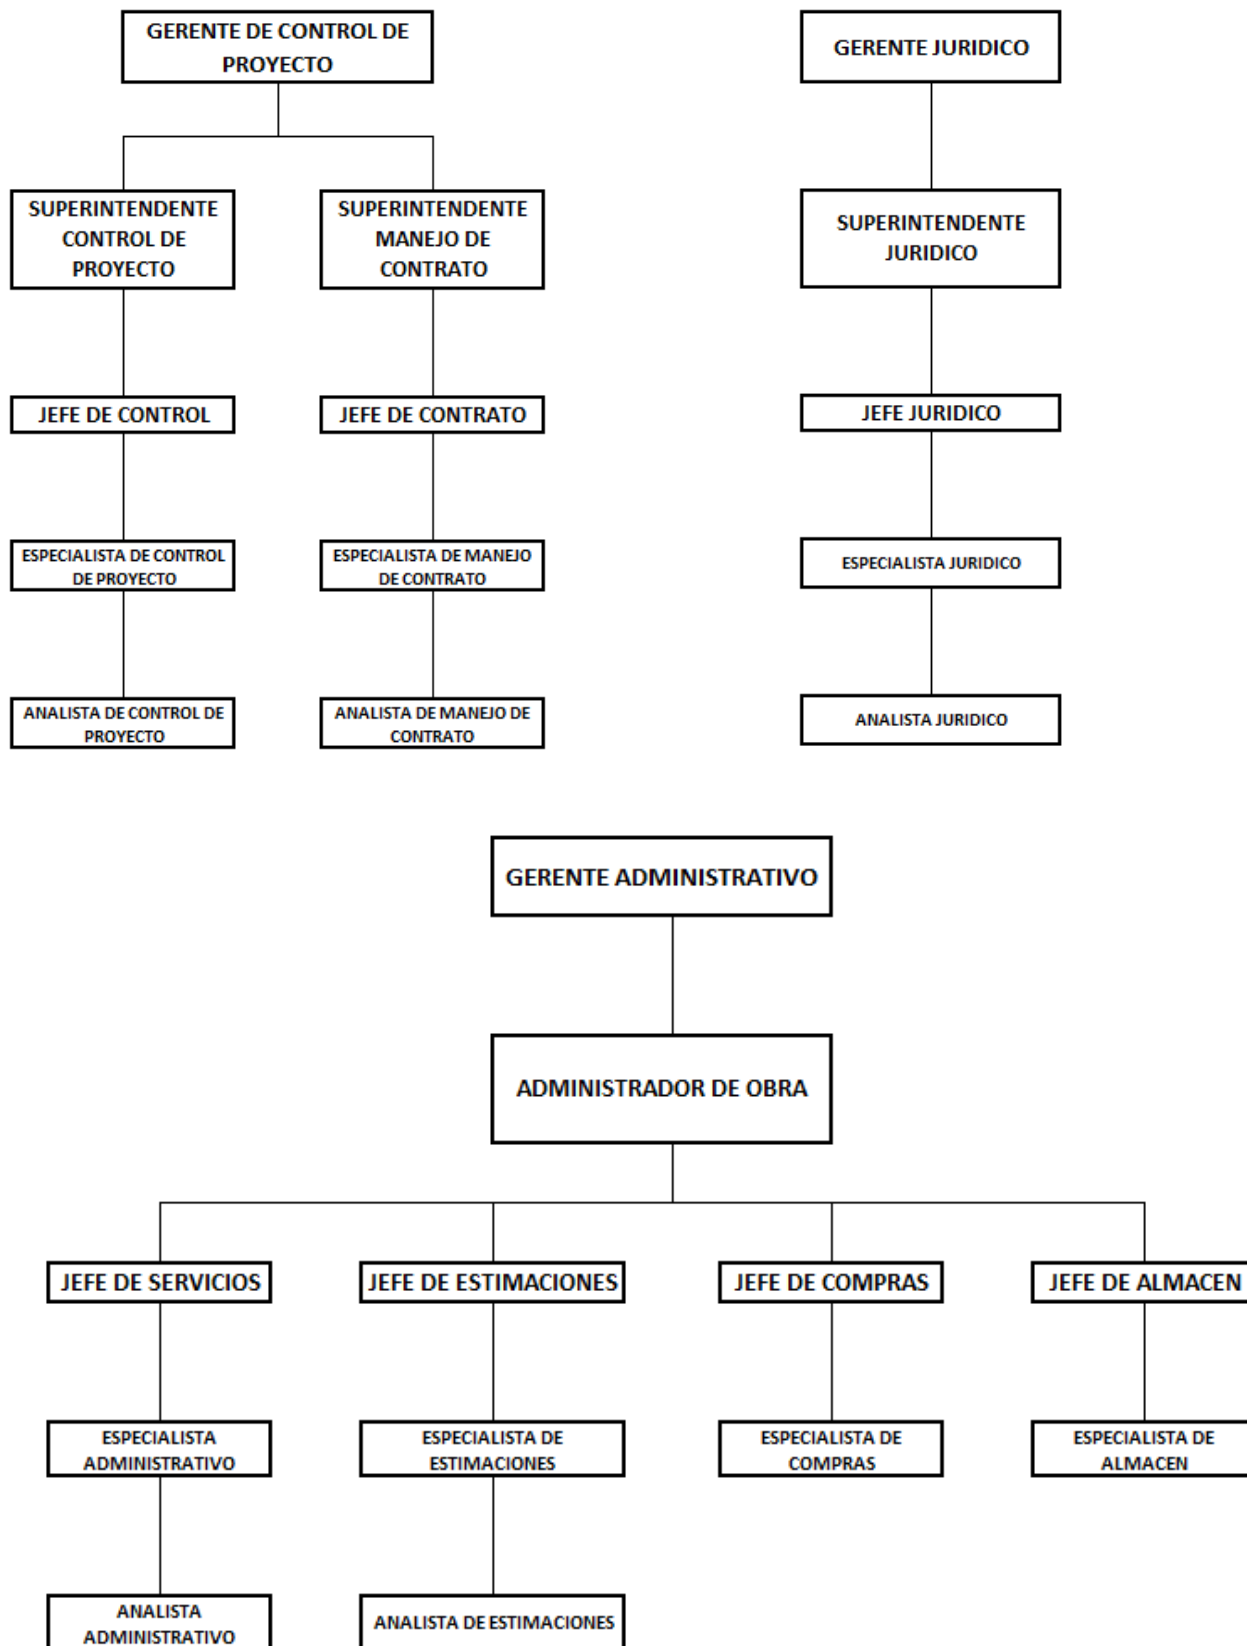 GERENTE DE CONTROL DE
PROYECTO
GERENTE JURIDICO
SUPERINTENDENTE
CONTROL DE
PROYECTO
SUPERINTENDENTE
MANEJO DE
CONTRATO
SUPERINTENDENTE
JURIDICO
JEFE DE CONTROL
JEFE DE CONTRATO
JEFE JURIDICO
ESPECIALISTA DE CONTROL
DE PROYECTO
ESPECIALISTA DE MANEJO
DE CONTRATO
ESPECIALISTA JURIDICO
ANALISTA DE CONTROL DE
PROYECTO
ANALISTA DE MANEJO DE
CONTRATO
ANALISTA JURIDICO
GERENTE ADMINISTRATIVO
ADMINISTRADOR DE OBRA
JEFE DE SERVICIOS
JEFE DE ESTIMACIONES
JEFE DE COMPRAS
JEFE DE ALMACEN
ESPECIALISTA
ADMINISTRATIVO
ESPECIALISTA DE
ESTIMACIONES
ESPECIALISTA DE
COMPRAS
ESPECIALISTA DE
ALMACEN
ANALISTA
ADMINISTRATIVO
ANALISTA DE ESTIMACIONES